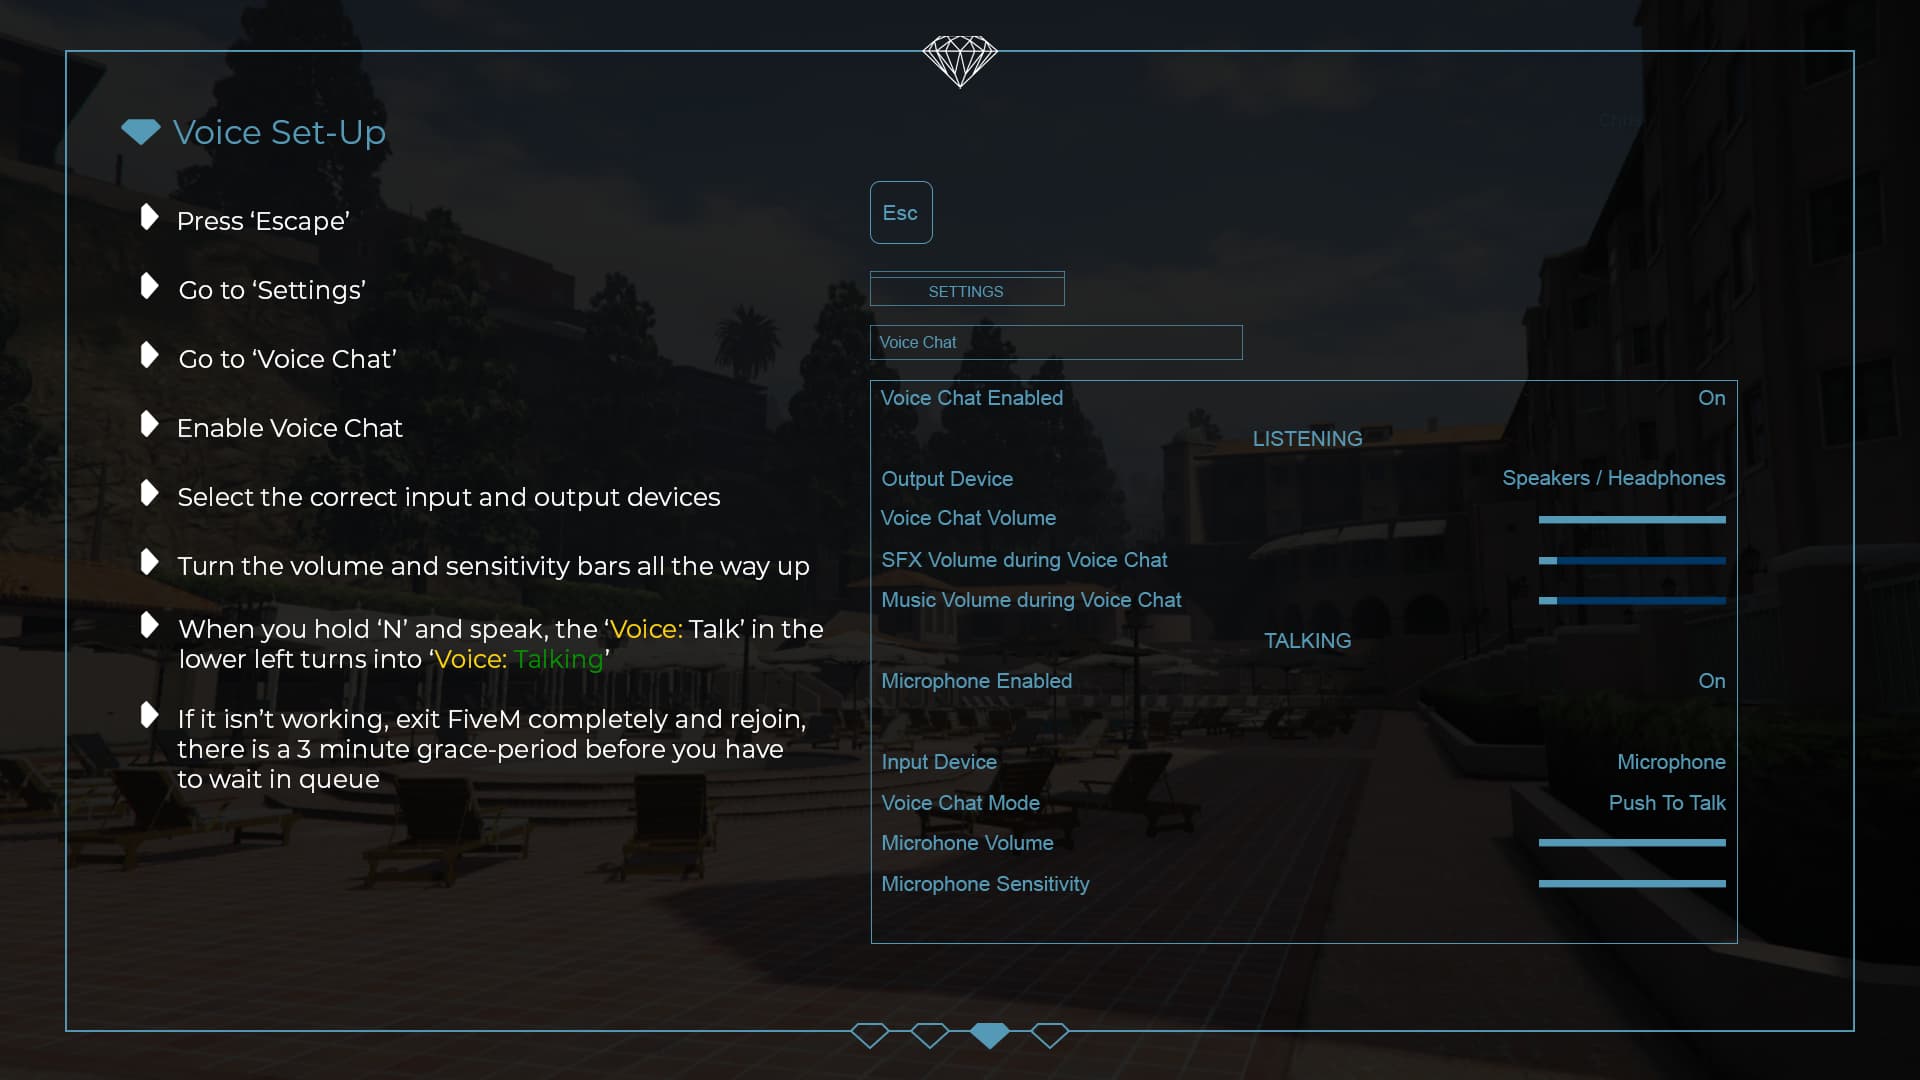 Voice Set-Up
Press ‘Escape’
Go to ‘Settings’
Go to ‘Voice Chat’
Enable Voice Chat
Select the correct input and output devices
Turn the volume and sensitivity bars all the way up
When you hold ‘N’ and speak, the ‘Voice: Talk’ in the
lower left turns into ‘Voice: Talking’
If it isn’t working, exit FiveM completely and rejoin,
there is a 3 minute grace-period before you have
to wait in queue
Esc
SETTINGS
Voice Chat
Voice Chat Enabled On
LISTENING
Output Device Speakers / Headphones
Voice Chat Volume
SFX Volume during Voice Chat
Music Volume during Voice Chat
TALKING
Microphone Enabled On
Input Device Microphone
Voice Chat Mode Push To Talk
Microhone Volume
Microphone Sensitivity